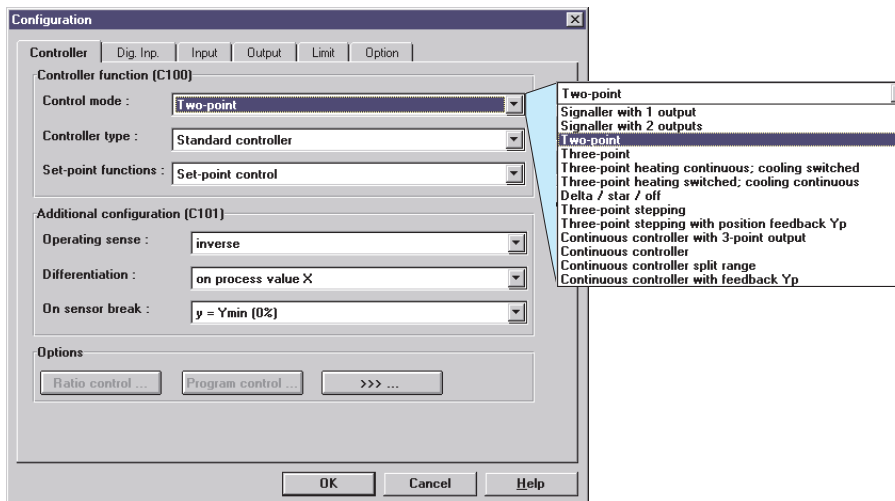 Configuration
Controller Dig. Inp. Input Output Limit Option
Controller function (C100)
Control mode : Two-point
Controller type : Standard controller
Set-point functions : Set-point control
Additional configuration (C101)
Operating sense : inverse
Differentiation : on process value X
On sensor break : y = Ymin (0%)
Options
Ratio control ... Program control ... >>> ...
OK Cancel Help
Two-point
Signaller with 1 output
Signaller with 2 outputs
Two-point
Three-point
Three-point heating continuous; cooling switched
Three-point heating switched; cooling continuous
Delta / star / off
Three-point stepping
Three-point stepping with position feedback Yp
Continuous controller with 3-point output
Continuous controller
Continuous controller split range
Continuous controller with feedback Yp